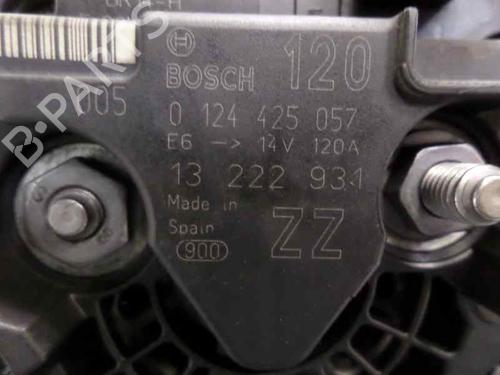 BOSCH 120
005
0 124 425 057
E6 -> 14V 120A
13 222 931
Made in
Spain
ZZ
900
B-PARTS